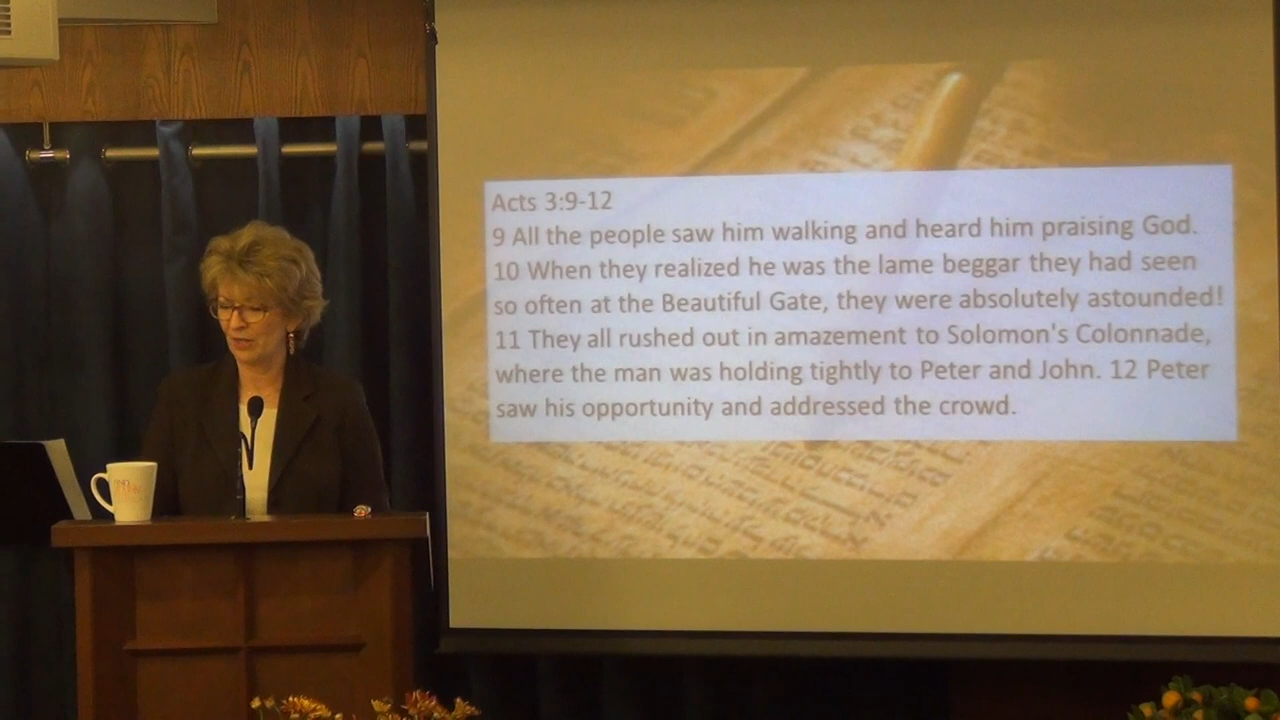 Acts 3:9-12
9 All the people saw him walking and heard him praising God.
10 When they realized he was the lame beggar they had seen
so often at the Beautiful Gate, they were absolutely astounded!
11 They all rushed out in amazement to Solomon's Colonnade,
where the man was holding tightly to Peter and John. 12 Peter
saw his opportunity and addressed the crowd.